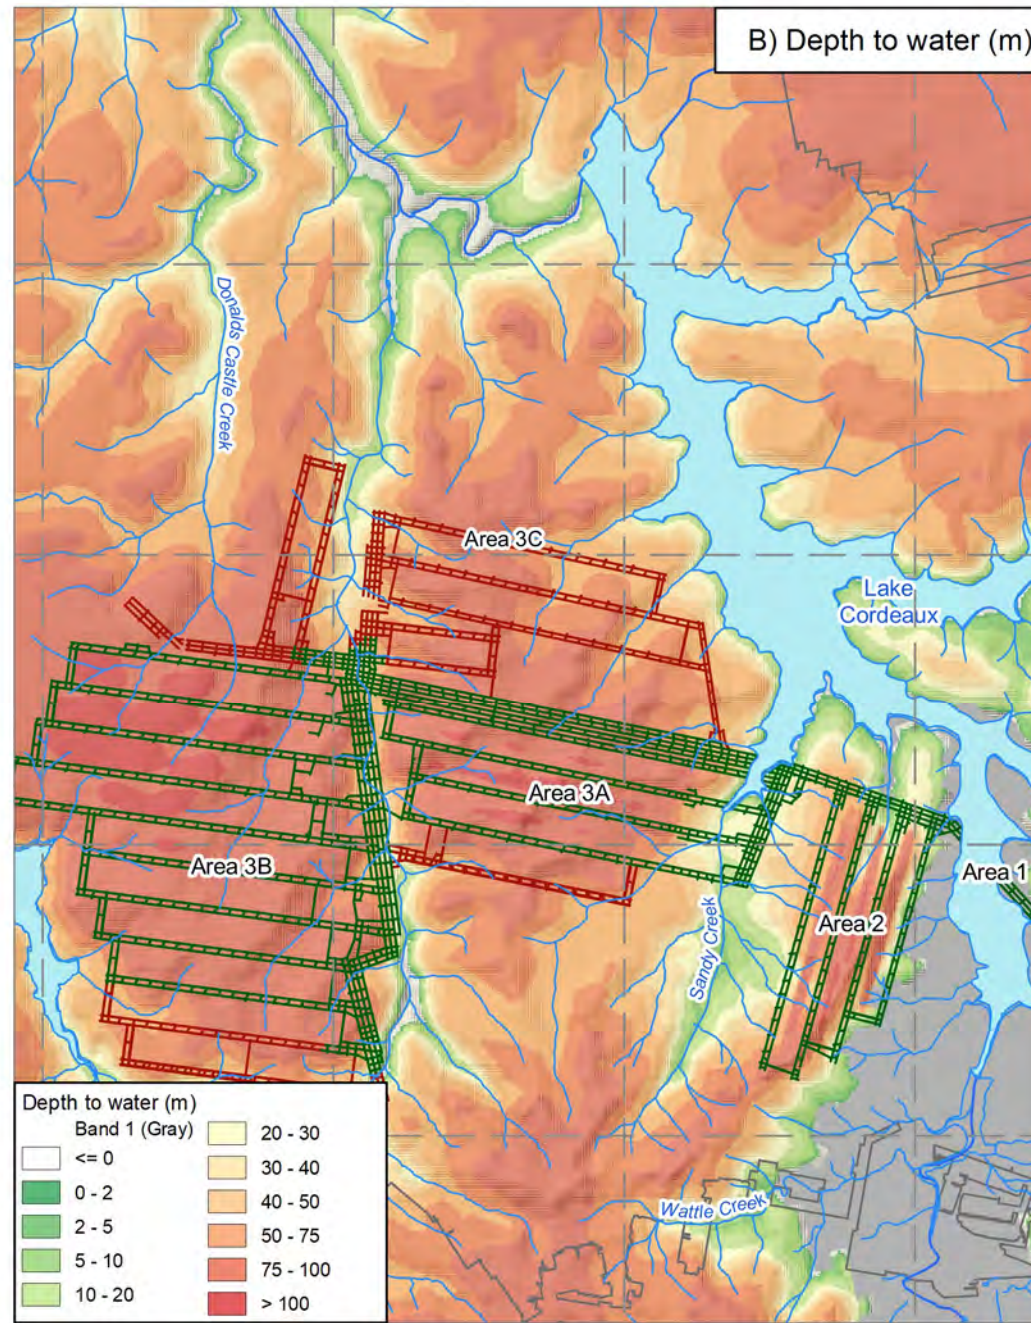 B) Depth to water (m)
Donalds Castle Creek
Area 3C
Lake
Cordeaux
Area 3A
Area 3B
Area 1
Area 2
Sandy Creek
Wattle Creek
Depth to water (m)
Band 1 (Gray)
<= 0
0 - 2
2 - 5
5 - 10
10 - 20
20 - 30
30 - 40
40 - 50
50 - 75
75 - 100
> 100